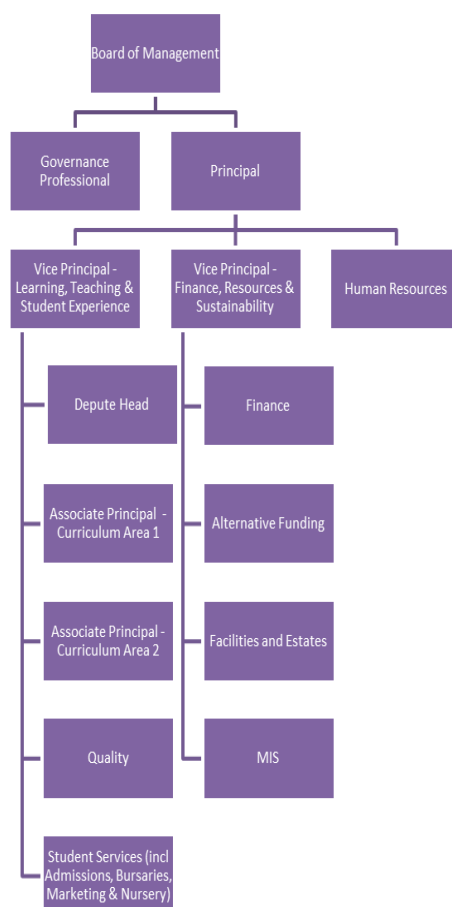 Board of Management
Governance
Professional
Principal
Vice Principal -
Learning, Teaching &
Student Experience
Vice Principal -
Finance, Resources &
Sustainability
Human Resources
Depute Head
Finance
Associate Principal -
Curriculum Area 1
Alternative Funding
Associate Principal -
Curriculum Area 2
Facilities and Estates
Quality
MIS
Student Services (incl
Admissions, Bursaries,
Marketing & Nursery)